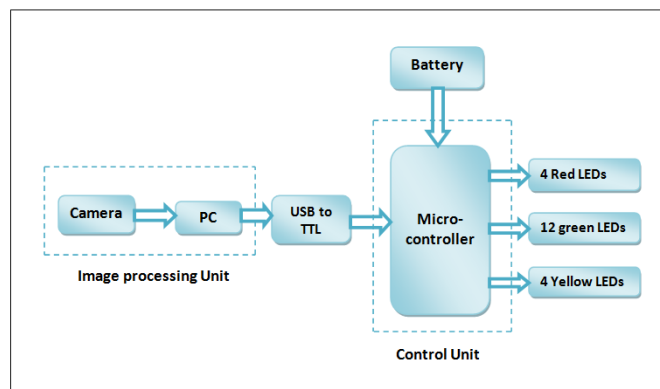 Battery
Camera
PC
USB to
TTL
Micro-
controller
4 Red LEDs
12 green LEDs
4 Yellow LEDs
Image processing Unit
Control Unit